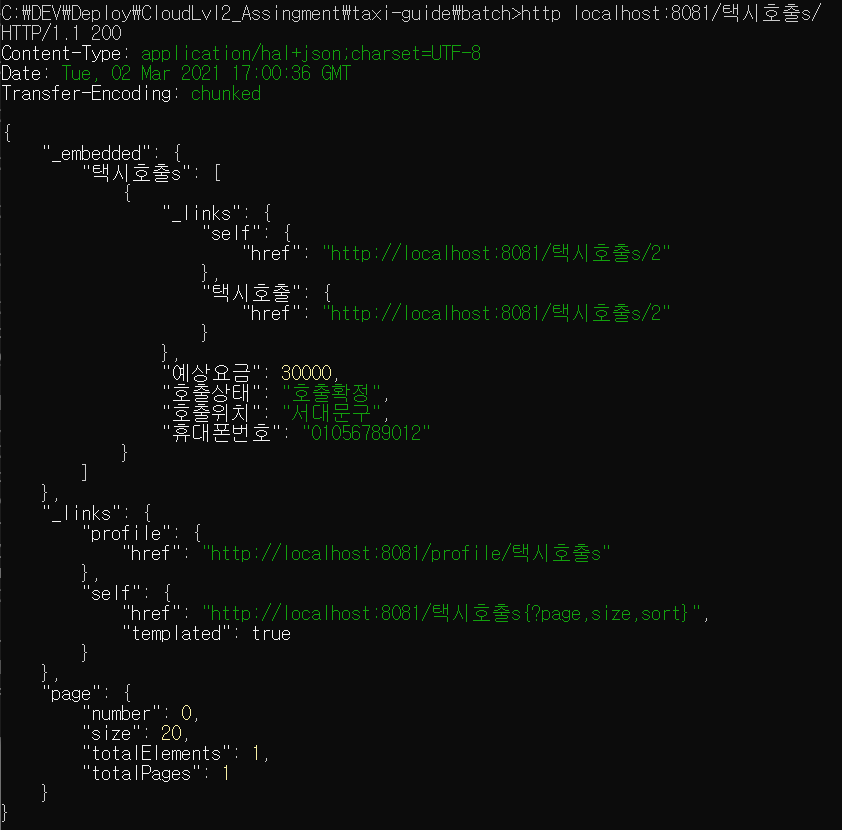 C:\DEV\Deploy\CloudLvl2_Assingment\taxi-guide\batch>http localhost:8081/택시호출s/
HTTP/1.1 200
Content-Type: application/hal+json;charset=UTF-8
Date: Tue, 02 Mar 2021 17:00:36 GMT
Transfer-Encoding: chunked
{
    "_embedded": {
        "택시호출s": [
            {
                "_links": {
                    "self": {
                        "href": "http://localhost:8081/택시호출s/2"
                    },
                    "택시호출": {
                        "href": "http://localhost:8081/택시호출s/2"
                    }
                },
                "예상요금": 30000,
                "호출상태": "호출확정",
                "호출위치": "서대문구",
                "휴대폰번호": "01056789012"
            }
        ]
    },
    "_links": {
        "profile": {
            "href": "http://localhost:8081/profile/택시호출s"
        },
        "self": {
            "href": "http://localhost:8081/택시호출s{?page,size,sort}",
            "templated": true
        }
    },
    "page": {
        "number": 0,
        "size": 20,
        "totalElements": 1,
        "totalPages": 1
    }
}